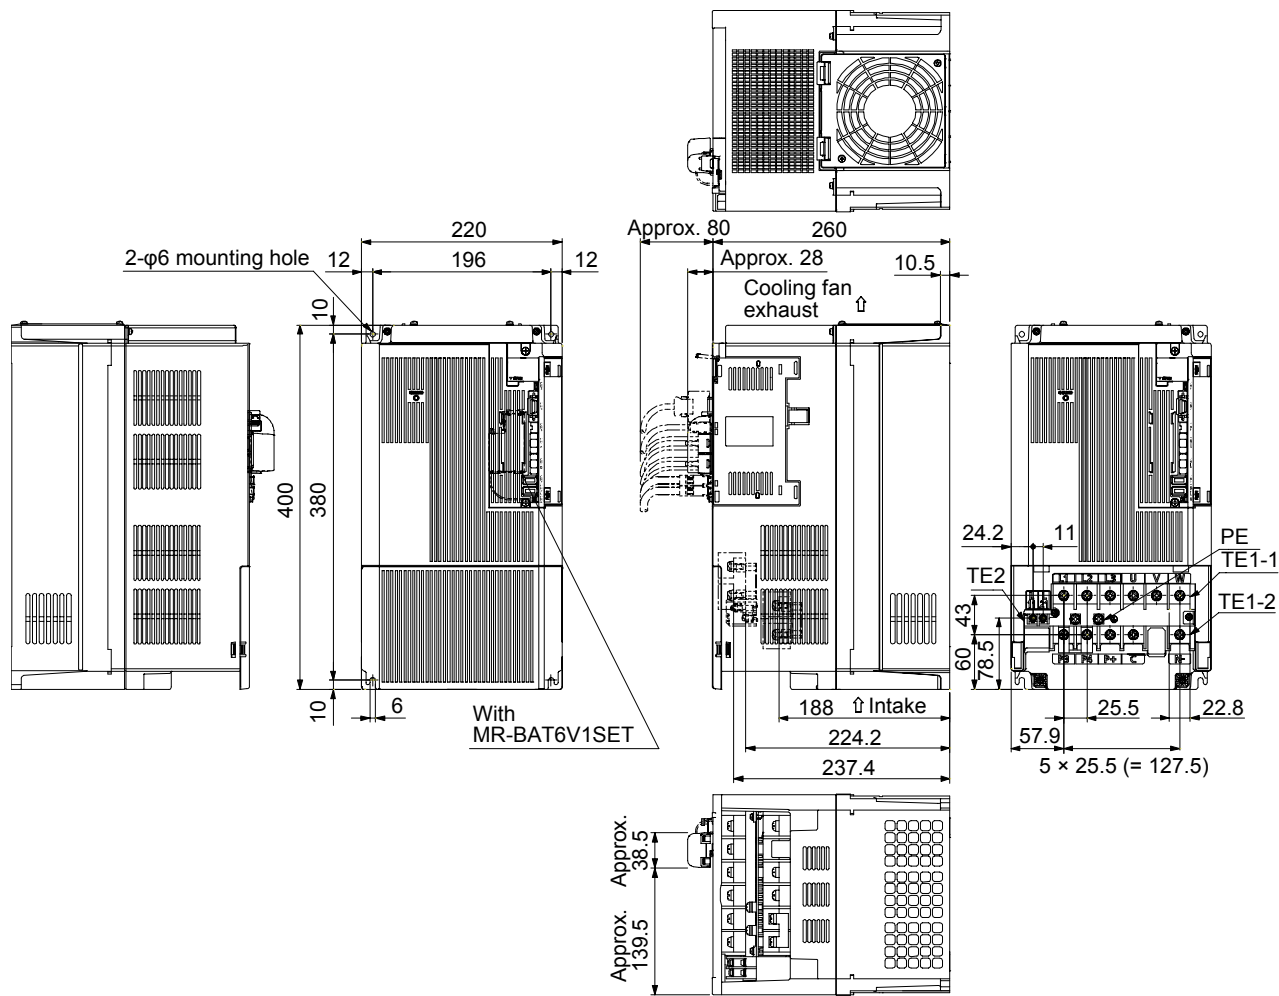 Approx. 80
260
220
2-φ6 mounting hole
12
196
12
Approx. 28
10.5
Cooling fan
exhaust
10
400
380
24.2
11
PE
TE1-1
TE2
L1
L2
L3
U
V
W
43
TE1-2
60
78.5
P3
P4
P+
C
N-
10
6
With
MR-BAT6V1SET
188
Intake
25.5
22.8
224.2
57.9
237.4
5 × 25.5 (= 127.5)
Approx.
38.5
Approx.
139.5